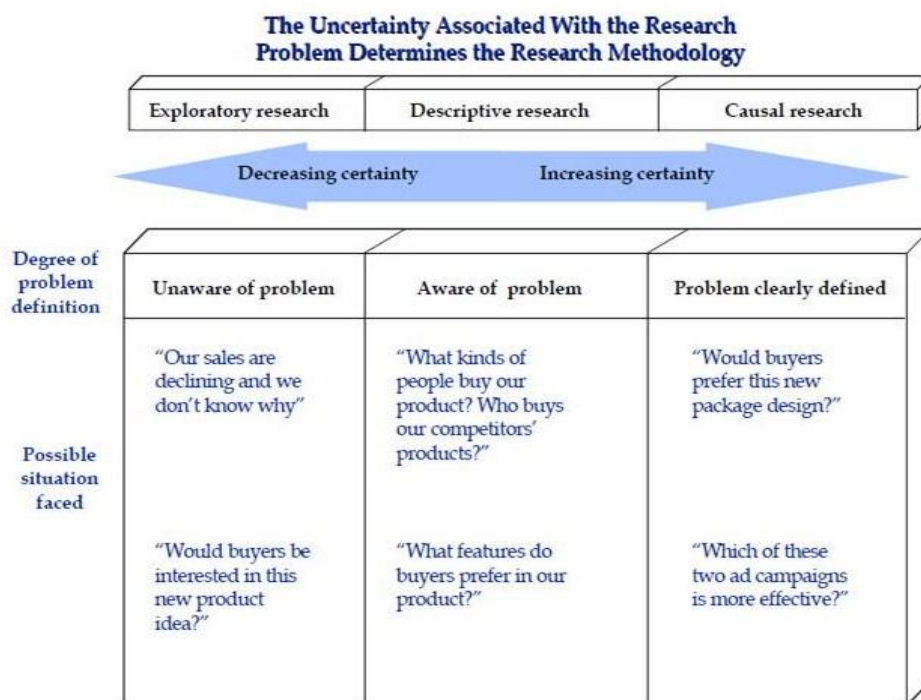 The Uncertainty Associated With the Research
Problem Determines the Research Methodology
Exploratory research
Descriptive research
Causal research
Decreasing certainty
Increasing certainty
Degree of
problem
definition
Unaware of problem
Aware of problem
Problem clearly defined
Possible
situation
faced
“Our sales are
declining and we
don’t know why”
“What kinds of
people buy our
product? Who buys
our competitors’
products?”
“Would buyers
prefer this new
package design?”
“Would buyers be
interested in this
new product
idea?”
“What features do
buyers prefer in our
product?”
“Which of these
two ad campaigns
is more effective?”